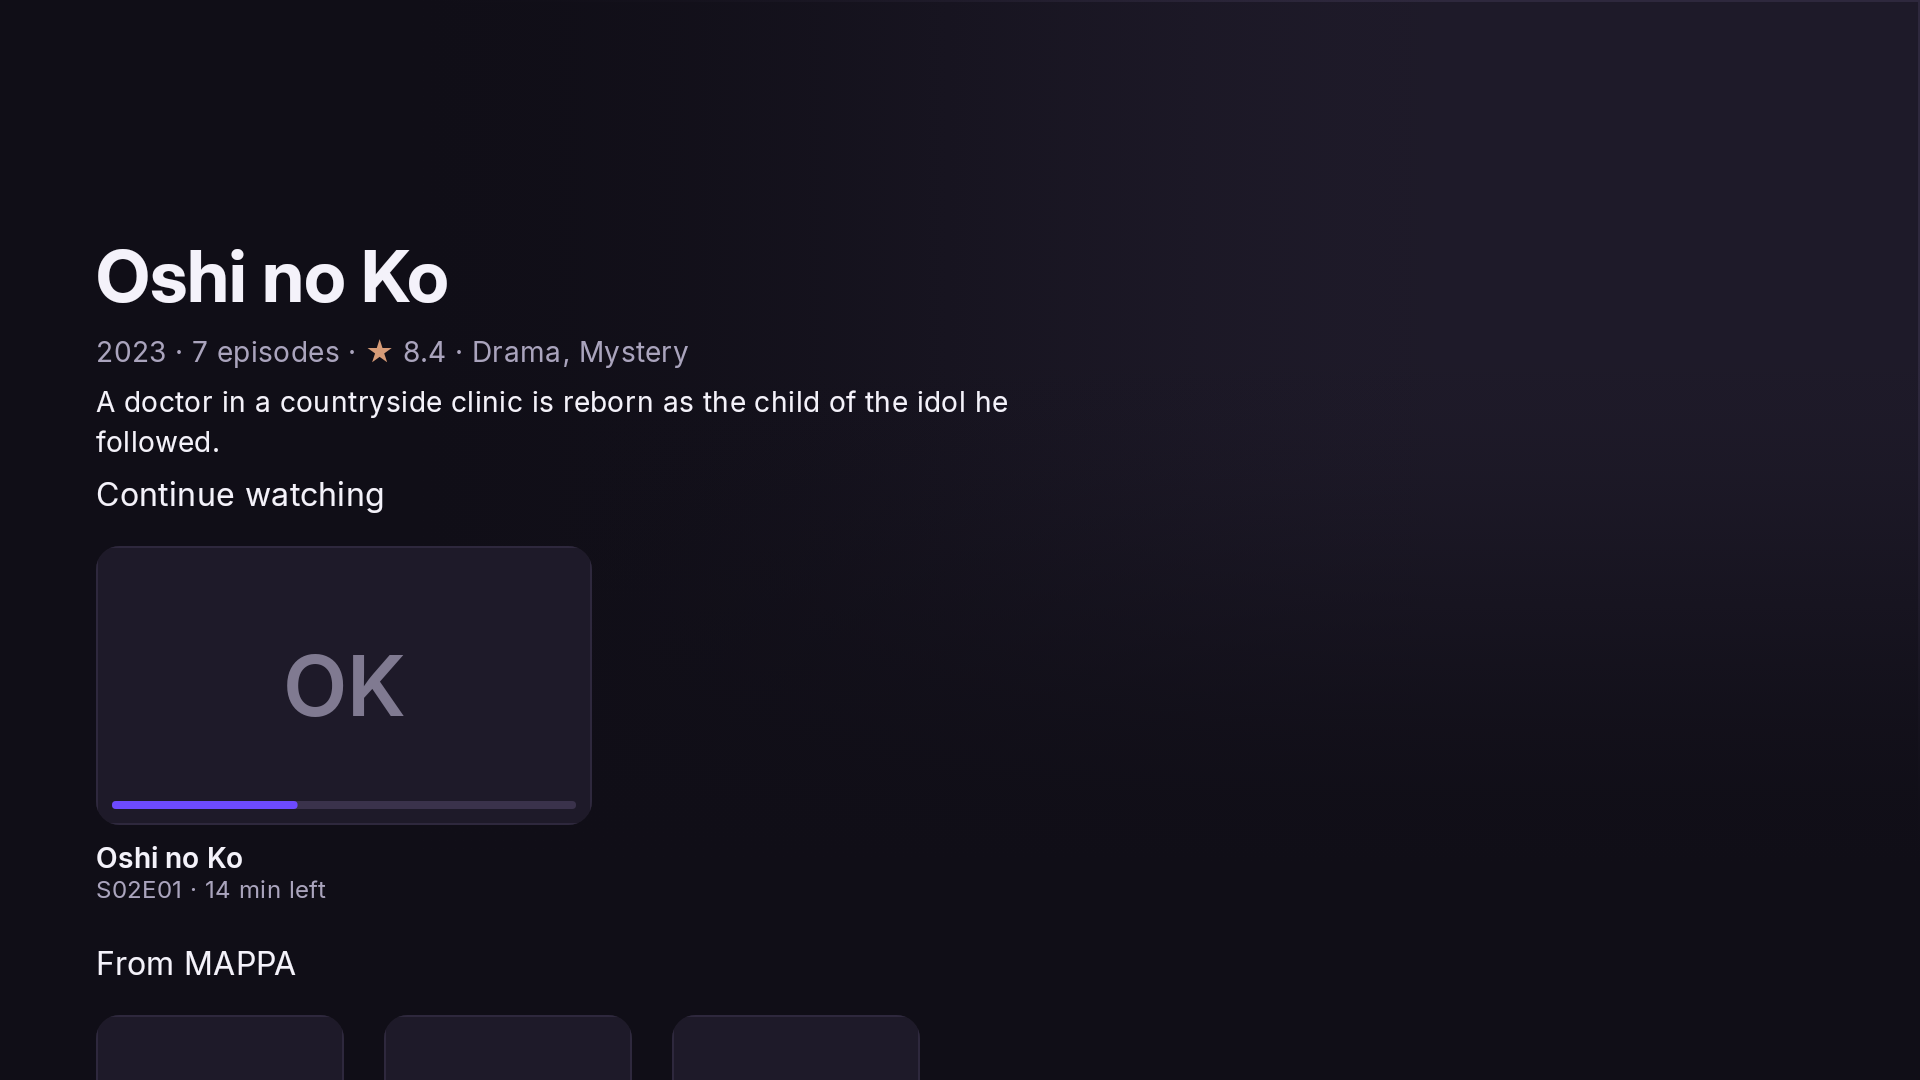 Oshi no Ko
2023 · 7 episodes · ★ 8.4 · Drama, Mystery
A doctor in a countryside clinic is reborn as the child of the idol he
followed.
Continue watching
OK
Oshi no Ko
S02E01 · 14 min left
From MAPPA